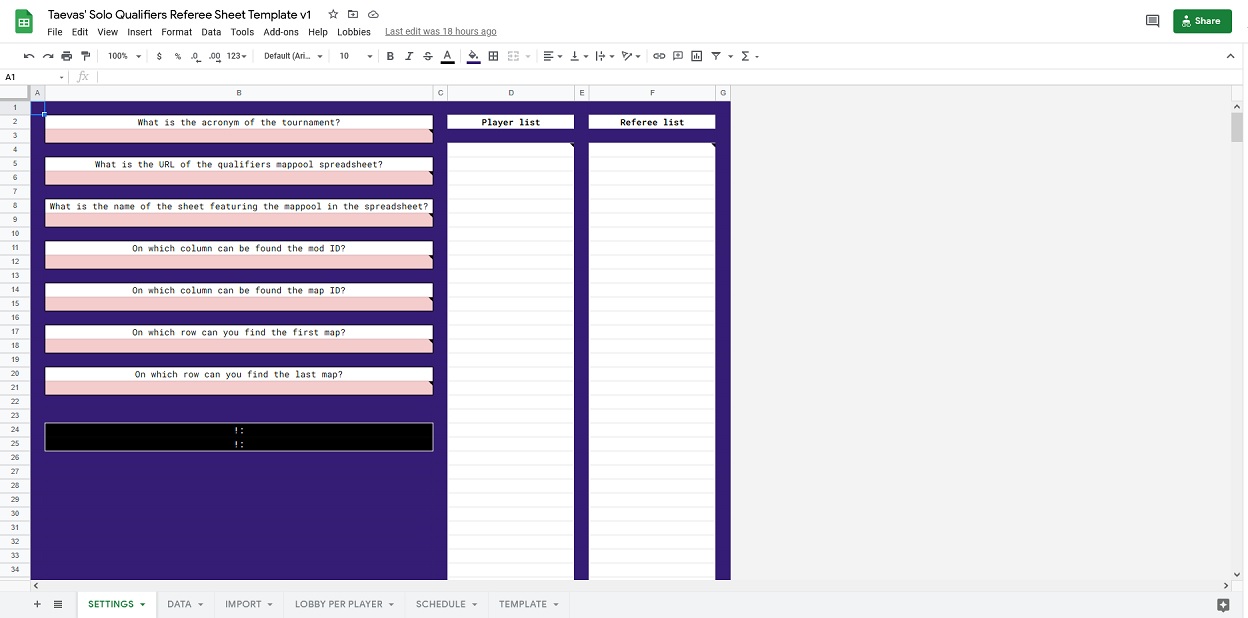 Taevas' Solo Qualifiers Referee Sheet Template v1
File Edit View Insert Format Data Tools Add-ons Help Lobbies Last edit was 18 hours ago
Share
100% $ % .0 .00 123 Default (Ari... 10 B I S A Σ
A1 fx
A B C D E F G
1
2 What is the acronym of the tournament? Player list Referee list
3
4
5 What is the URL of the qualifiers mappool spreadsheet?
6
7
8 What is the name of the sheet featuring the mappool in the spreadsheet?
9
10
11 On which column can be found the mod ID?
12
13
14 On which column can be found the map ID?
15
16
17 On which row can you find the first map?
18
19
20 On which row can you find the last map?
21
22
23
24 !:
25 !:
26
27
28
29
30
31
32
33
34
SETTINGS DATA IMPORT LOBBY PER PLAYER SCHEDULE TEMPLATE